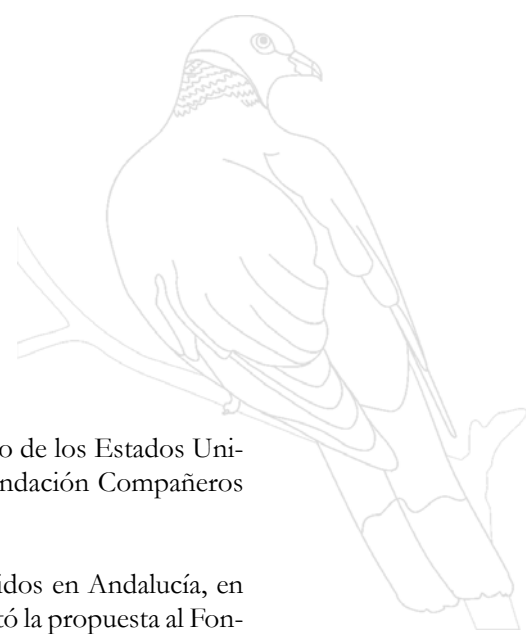 o de los Estados Uni-
ndación Compañeros
idos en Andalucía, en
tó la propuesta al Fon-